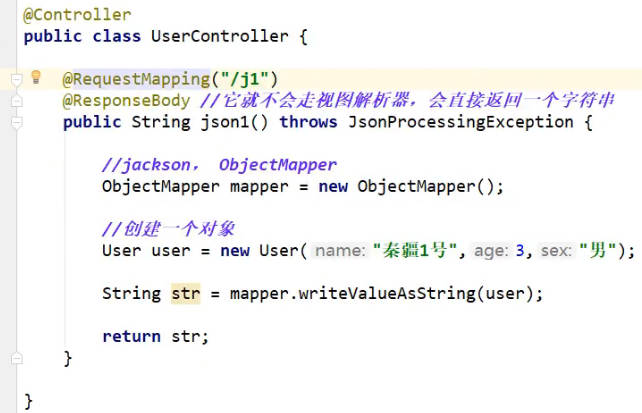 @Controller
public class UserController {
@RequestMapping("/j1")
@ResponseBody //它就不会走视图解析器，会直接返回一个字符串
public String json1() throws JsonProcessingException {
//jackson， ObjectMapper
ObjectMapper mapper = new ObjectMapper();
//创建一个对象
User user = new User( name: "秦疆1号", age: 3, sex: "男");
String str = mapper.writeValueAsString(user);
return str;
}
}